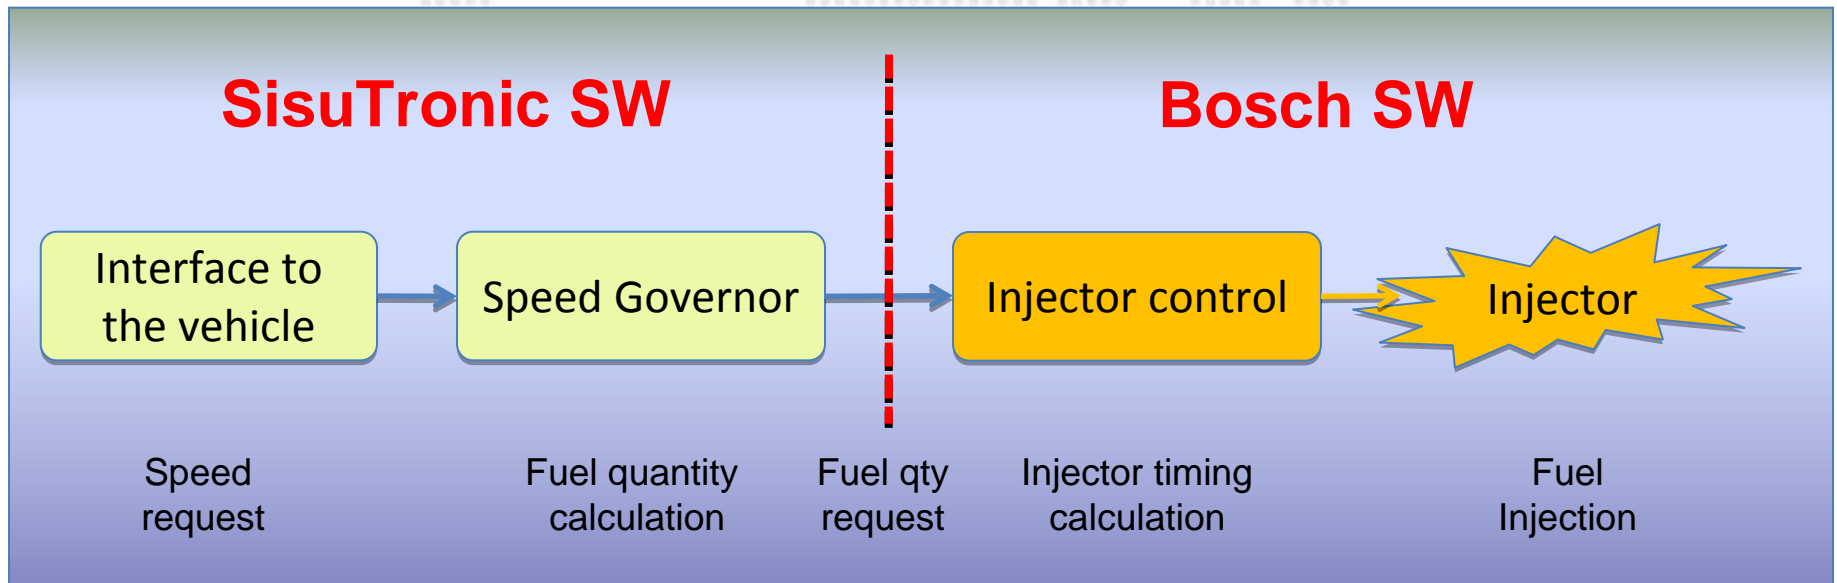 SisuTronic SW
Bosch SW
Interface to
the vehicle
Speed Governor
Injector control
Injector
Speed
request
Fuel quantity
calculation
Fuel qty
request
Injector timing
calculation
Fuel
Injection